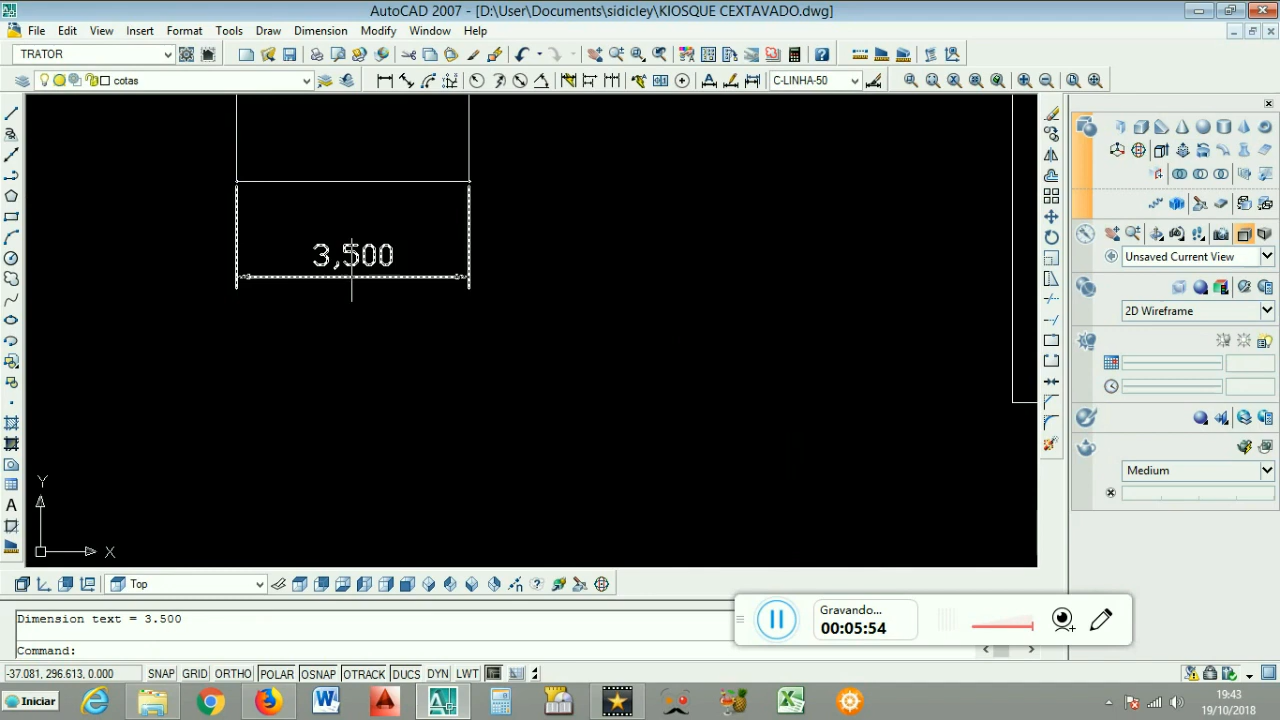 AutoCAD 2007 - [D:\User\Documents\sidicley\KIOSQUE CEXTAVADO.dwg]
File Edit View Insert Format Tools Draw Dimension Modify Window Help
TRATOR
cotas
C-LINHA-50
3,500
Unsaved Current View
2D Wireframe
Medium
Y
X
Top
Dimension text = 3.500
Command:
Gravando...
00:05:54
-37.081, 296.613, 0.000 SNAP GRID ORTHO POLAR OSNAP OTRACK DUCS DYN LWT
Iniciar
19:43
19/10/2018